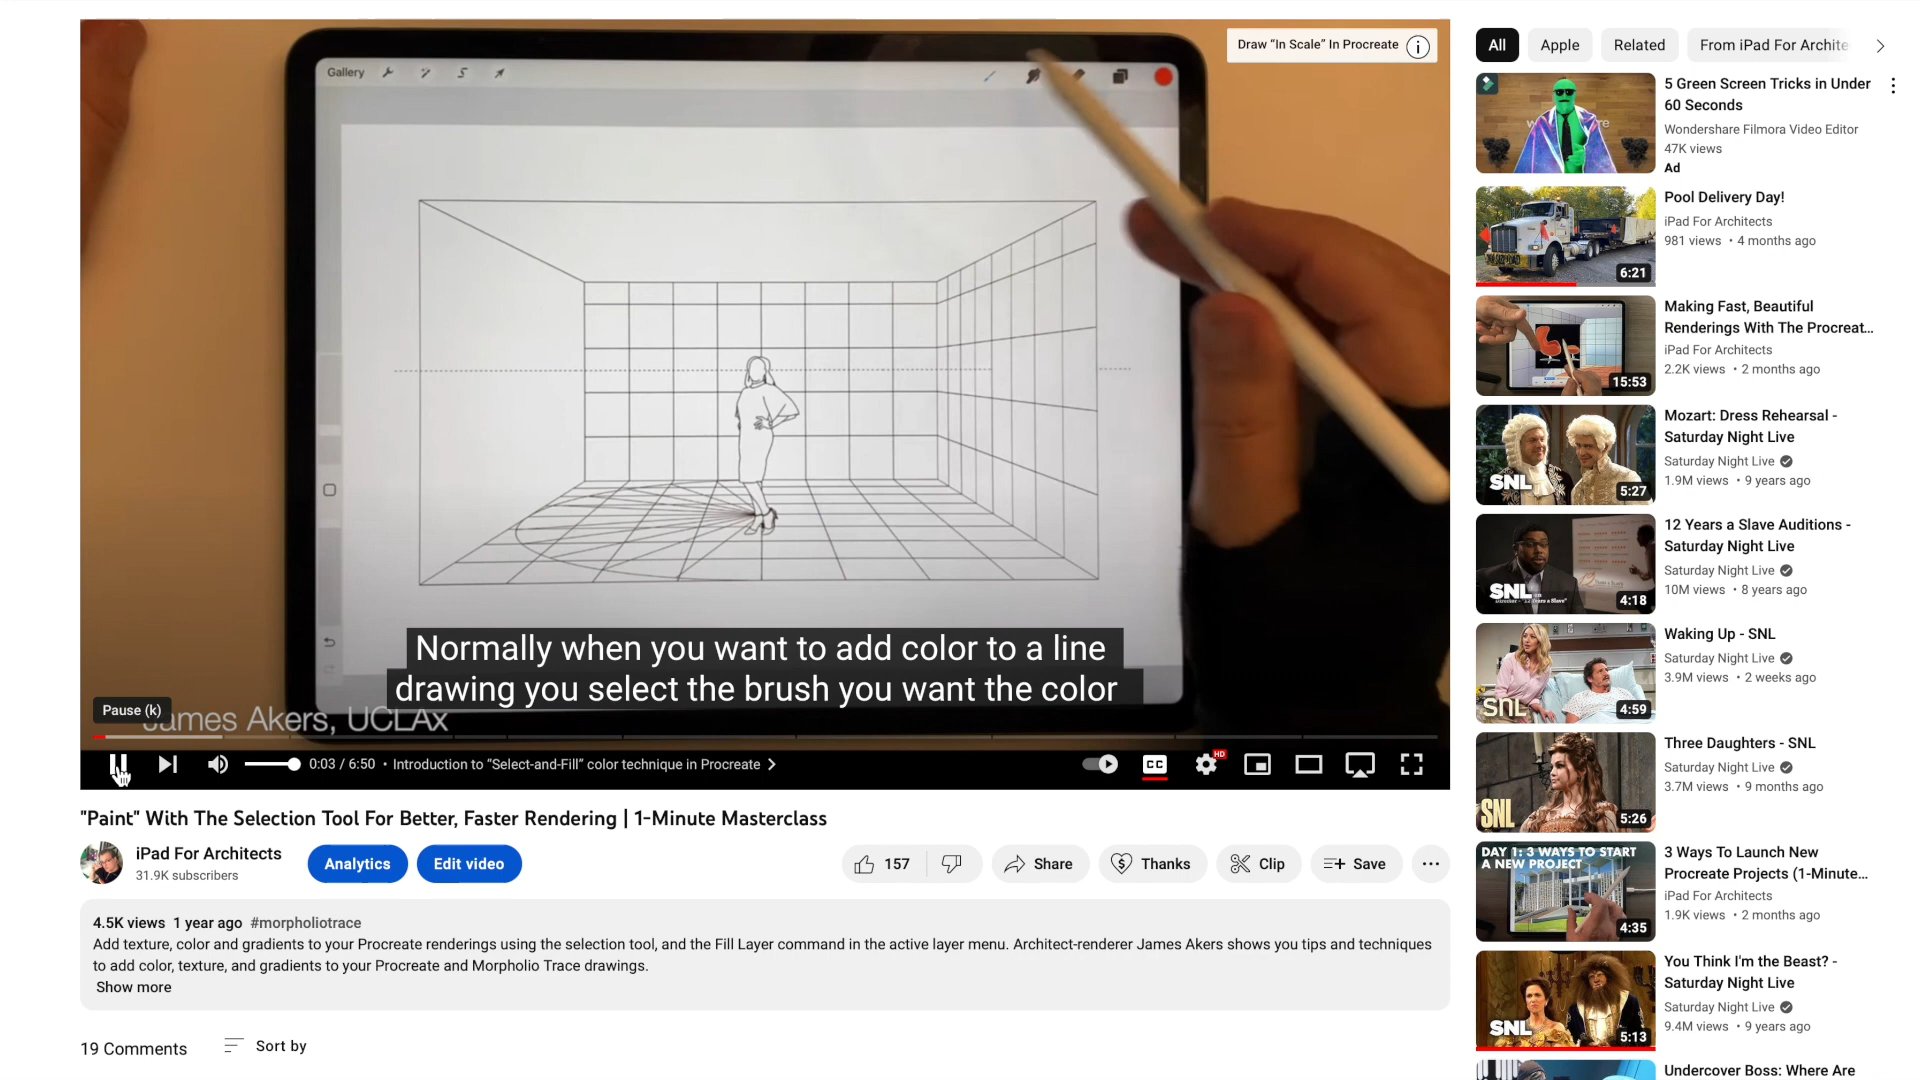 Draw “In Scale” In Procreate
Gallery
Normally when you want to add color to a line
drawing you select the brush you want the color
Pause (k)
James Akers, UCLAx
HD
CC
0:03 / 6:50 • Introduction to “Select-and-Fill” color technique in Procreate
"Paint" With The Selection Tool For Better, Faster Rendering | 1-Minute Masterclass
iPad For Architects
31.9K subscribers
Analytics
Edit video
157
Share
Thanks
Clip
Save
4.5K views 1 year ago #morpholiotrace
Add texture, color and gradients to your Procreate renderings using the selection tool, and the Fill Layer command in the active layer menu. Architect-renderer James Akers shows you tips and techniques
to add color, texture, and gradients to your Procreate and Morpholio Trace drawings.
Show more
19 Comments
Sort by
All
Apple
Related
From iPad For Archite
5 Green Screen Tricks in Under
60 Seconds
Wondershare Filmora Video Editor
47K views
Ad
6:21
Pool Delivery Day!
iPad For Architects
981 views • 4 months ago
15:53
Making Fast, Beautiful
Renderings With The Procreat...
iPad For Architects
2.2K views • 2 months ago
SNL
5:27
Mozart: Dress Rehearsal -
Saturday Night Live
Saturday Night Live
1.9M views • 9 years ago
SNL
4:18
12 Years a Slave Auditions -
Saturday Night Live
Saturday Night Live
10M views • 8 years ago
SNL
4:59
Waking Up - SNL
Saturday Night Live
3.9M views • 2 weeks ago
SNL
5:26
Three Daughters - SNL
Saturday Night Live
3.7M views • 9 months ago
DAY 1: 3 WAYS TO START
A NEW PROJECT
4:35
3 Ways To Launch New
Procreate Projects (1-Minute...
iPad For Architects
1.9K views • 2 months ago
SNL
5:13
You Think I'm the Beast? -
Saturday Night Live
Saturday Night Live
9.4M views • 9 years ago
Undercover Boss: Where Are